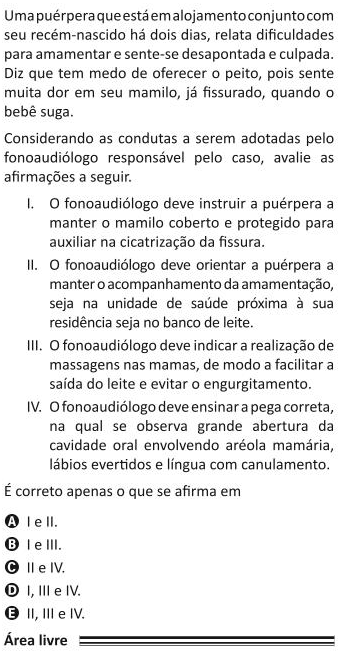 Uma puérpera que está em alojamento conjunto com
seu recém-nascido há dois dias, relata dificuldades
para amamentar e sente-se desapontada e culpada.
Diz que tem medo de oferecer o peito, pois sente
muita dor em seu mamilo, já fissurado, quando o
bebê suga.
Considerando as condutas a serem adotadas pelo
fonoaudiólogo responsável pelo caso, avalie as
afirmações a seguir.
I. O fonoaudiólogo deve instruir a puérpera a
manter o mamilo coberto e protegido para
auxiliar na cicatrização da fissura.
II. O fonoaudiólogo deve orientar a puérpera a
manter o acompanhamento da amamentação,
seja na unidade de saúde próxima à sua
residência seja no banco de leite.
III. O fonoaudiólogo deve indicar a realização de
massagens nas mamas, de modo a facilitar a
saída do leite e evitar o engurgitamento.
IV. O fonoaudiólogo deve ensinar a pega correta,
na qual se observa grande abertura da
cavidade oral envolvendo aréola mamária,
lábios evertidos e língua com canulamento.
É correto apenas o que se afirma em
A I e II.
B I e III.
C II e IV.
D I, III e IV.
E II, III e IV.
Área livre